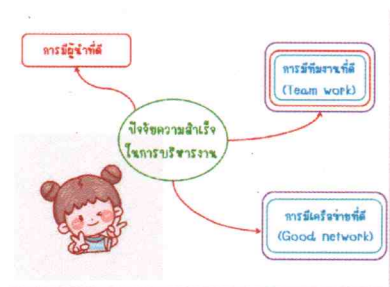 การมีผู้นำที่ดี
การมีทีมงานที่ดี
(Team work)
ปัจจัยความสำเร็จ
ในการบริหารงาน
การมีเครือข่ายที่ดี
(Good network)